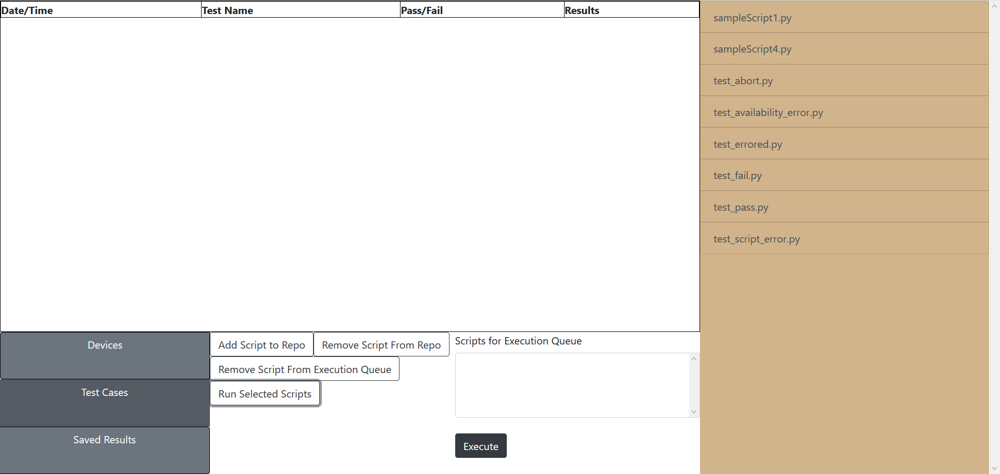 Date/Time Test Name Pass/Fail Results
sampleScript1.py
sampleScript4.py
test_abort.py
test_availability_error.py
test_errored.py
test_fail.py
test_pass.py
test_script_error.py
Devices
Test Cases
Saved Results
Add Script to Repo Remove Script From Repo
Remove Script From Execution Queue
Run Selected Scripts
Scripts for Execution Queue
Execute